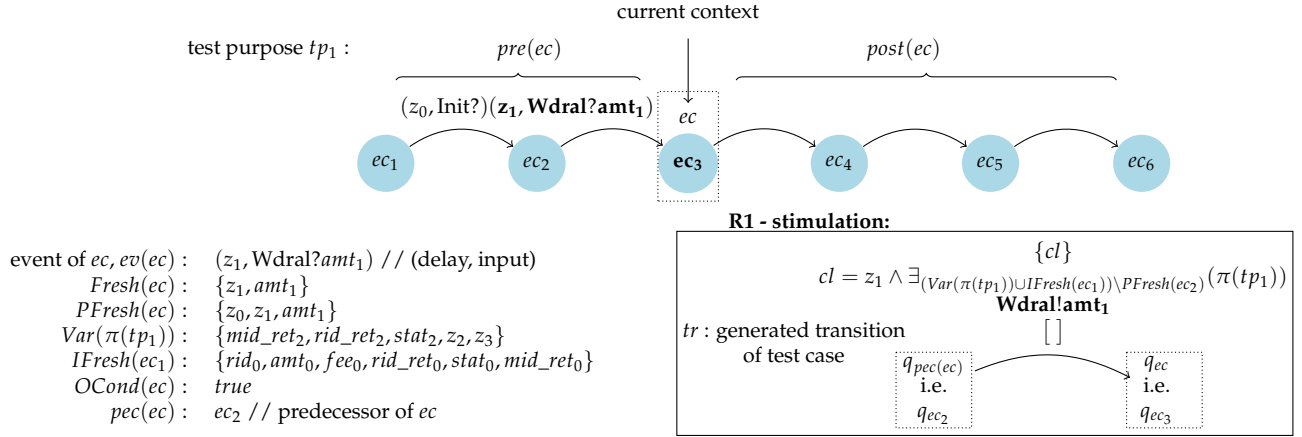 current context
test purpose tp₁ : pre(ec) post(ec)
(z₀, Init?)(z₁, Wdral?amt₁) ec
ec₁ ec₂ ec₃ ec₄ ec₅ ec₆
R1 - stimulation:
event of ec, ev(ec) : (z₁, Wdral?amt₁) // (delay, input)
Fresh(ec) : {z₁, amt₁}
PFresh(ec) : {z₀, z₁, amt₁}
Var(π(tp₁)) : {mid_ret₂, rid_ret₂, stat₂, z₂, z₃}
IFresh(ec₁) : {rid₀, amt₀, fee₀, rid_ret₀, stat₀, mid_ret₀}
OCond(ec) : true
pec(ec) : ec₂ // predecessor of ec
{cl}
cl = z₁ ∧ ∃(Var(π(tp₁))∪IFresh(ec₁))\PFresh(ec₂)(π(tp₁))
Wdral!amt₁
tr : generated transition [ ]
of test case
q_pec(ec) q_ec
i.e. i.e.
q_ec₂ q_ec₃